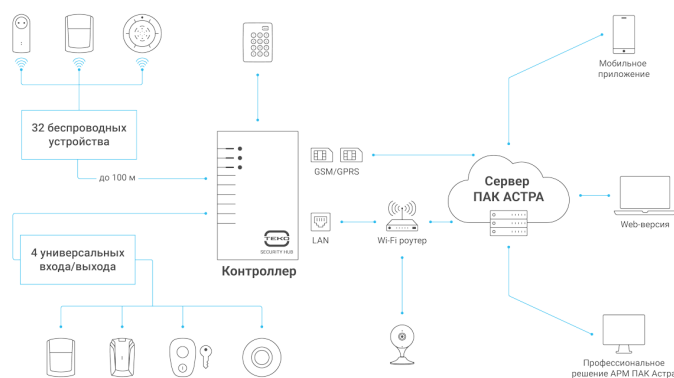 32 беспроводных
устройства
до 100 м
4 универсальных
входа/выхода
TEKO
SECURITY HUB
Контроллер
GSM/GPRS
LAN
Wi-Fi роутер
Сервер
ПАК АСТРА
Мобильное
приложение
Web-версия
Профессиональное
решение АРМ ПАК Астра